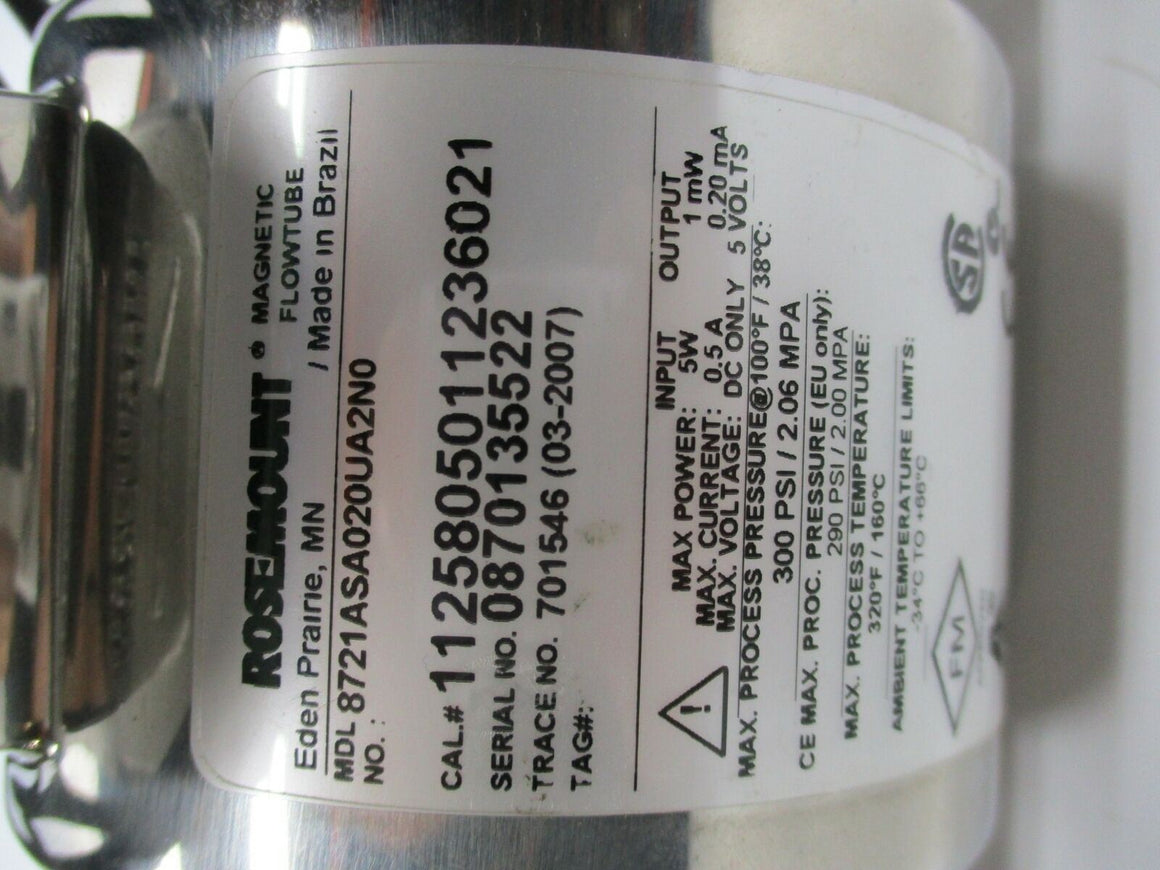 ROSEMOUNT® MAGNETIC
FLOWTUBE
Eden Prairie, MN / Made in Brazil
MDL 8721ASA020UA2N0
NO.:
CAL.# 1125805011236021
SERIAL NO. 0870135522
TRACE NO. 701546 (03-2007)
TAG#:
INPUT OUTPUT
MAX POWER: 5W 1 mW
MAX. CURRENT: 0.5 A 0.20 mA
MAX. VOLTAGE: DC ONLY 5 VOLTS
MAX. PROCESS PRESSURE@100°F / 38°C:
300 PSI / 2.06 MPA
CE MAX. PROC. PRESSURE (EU only):
290 PSI / 2.00 MPA
MAX. PROCESS TEMPERATURE:
320°F / 160°C
AMBIENT TEMPERATURE LIMITS:
-34°C TO +66°C
FM